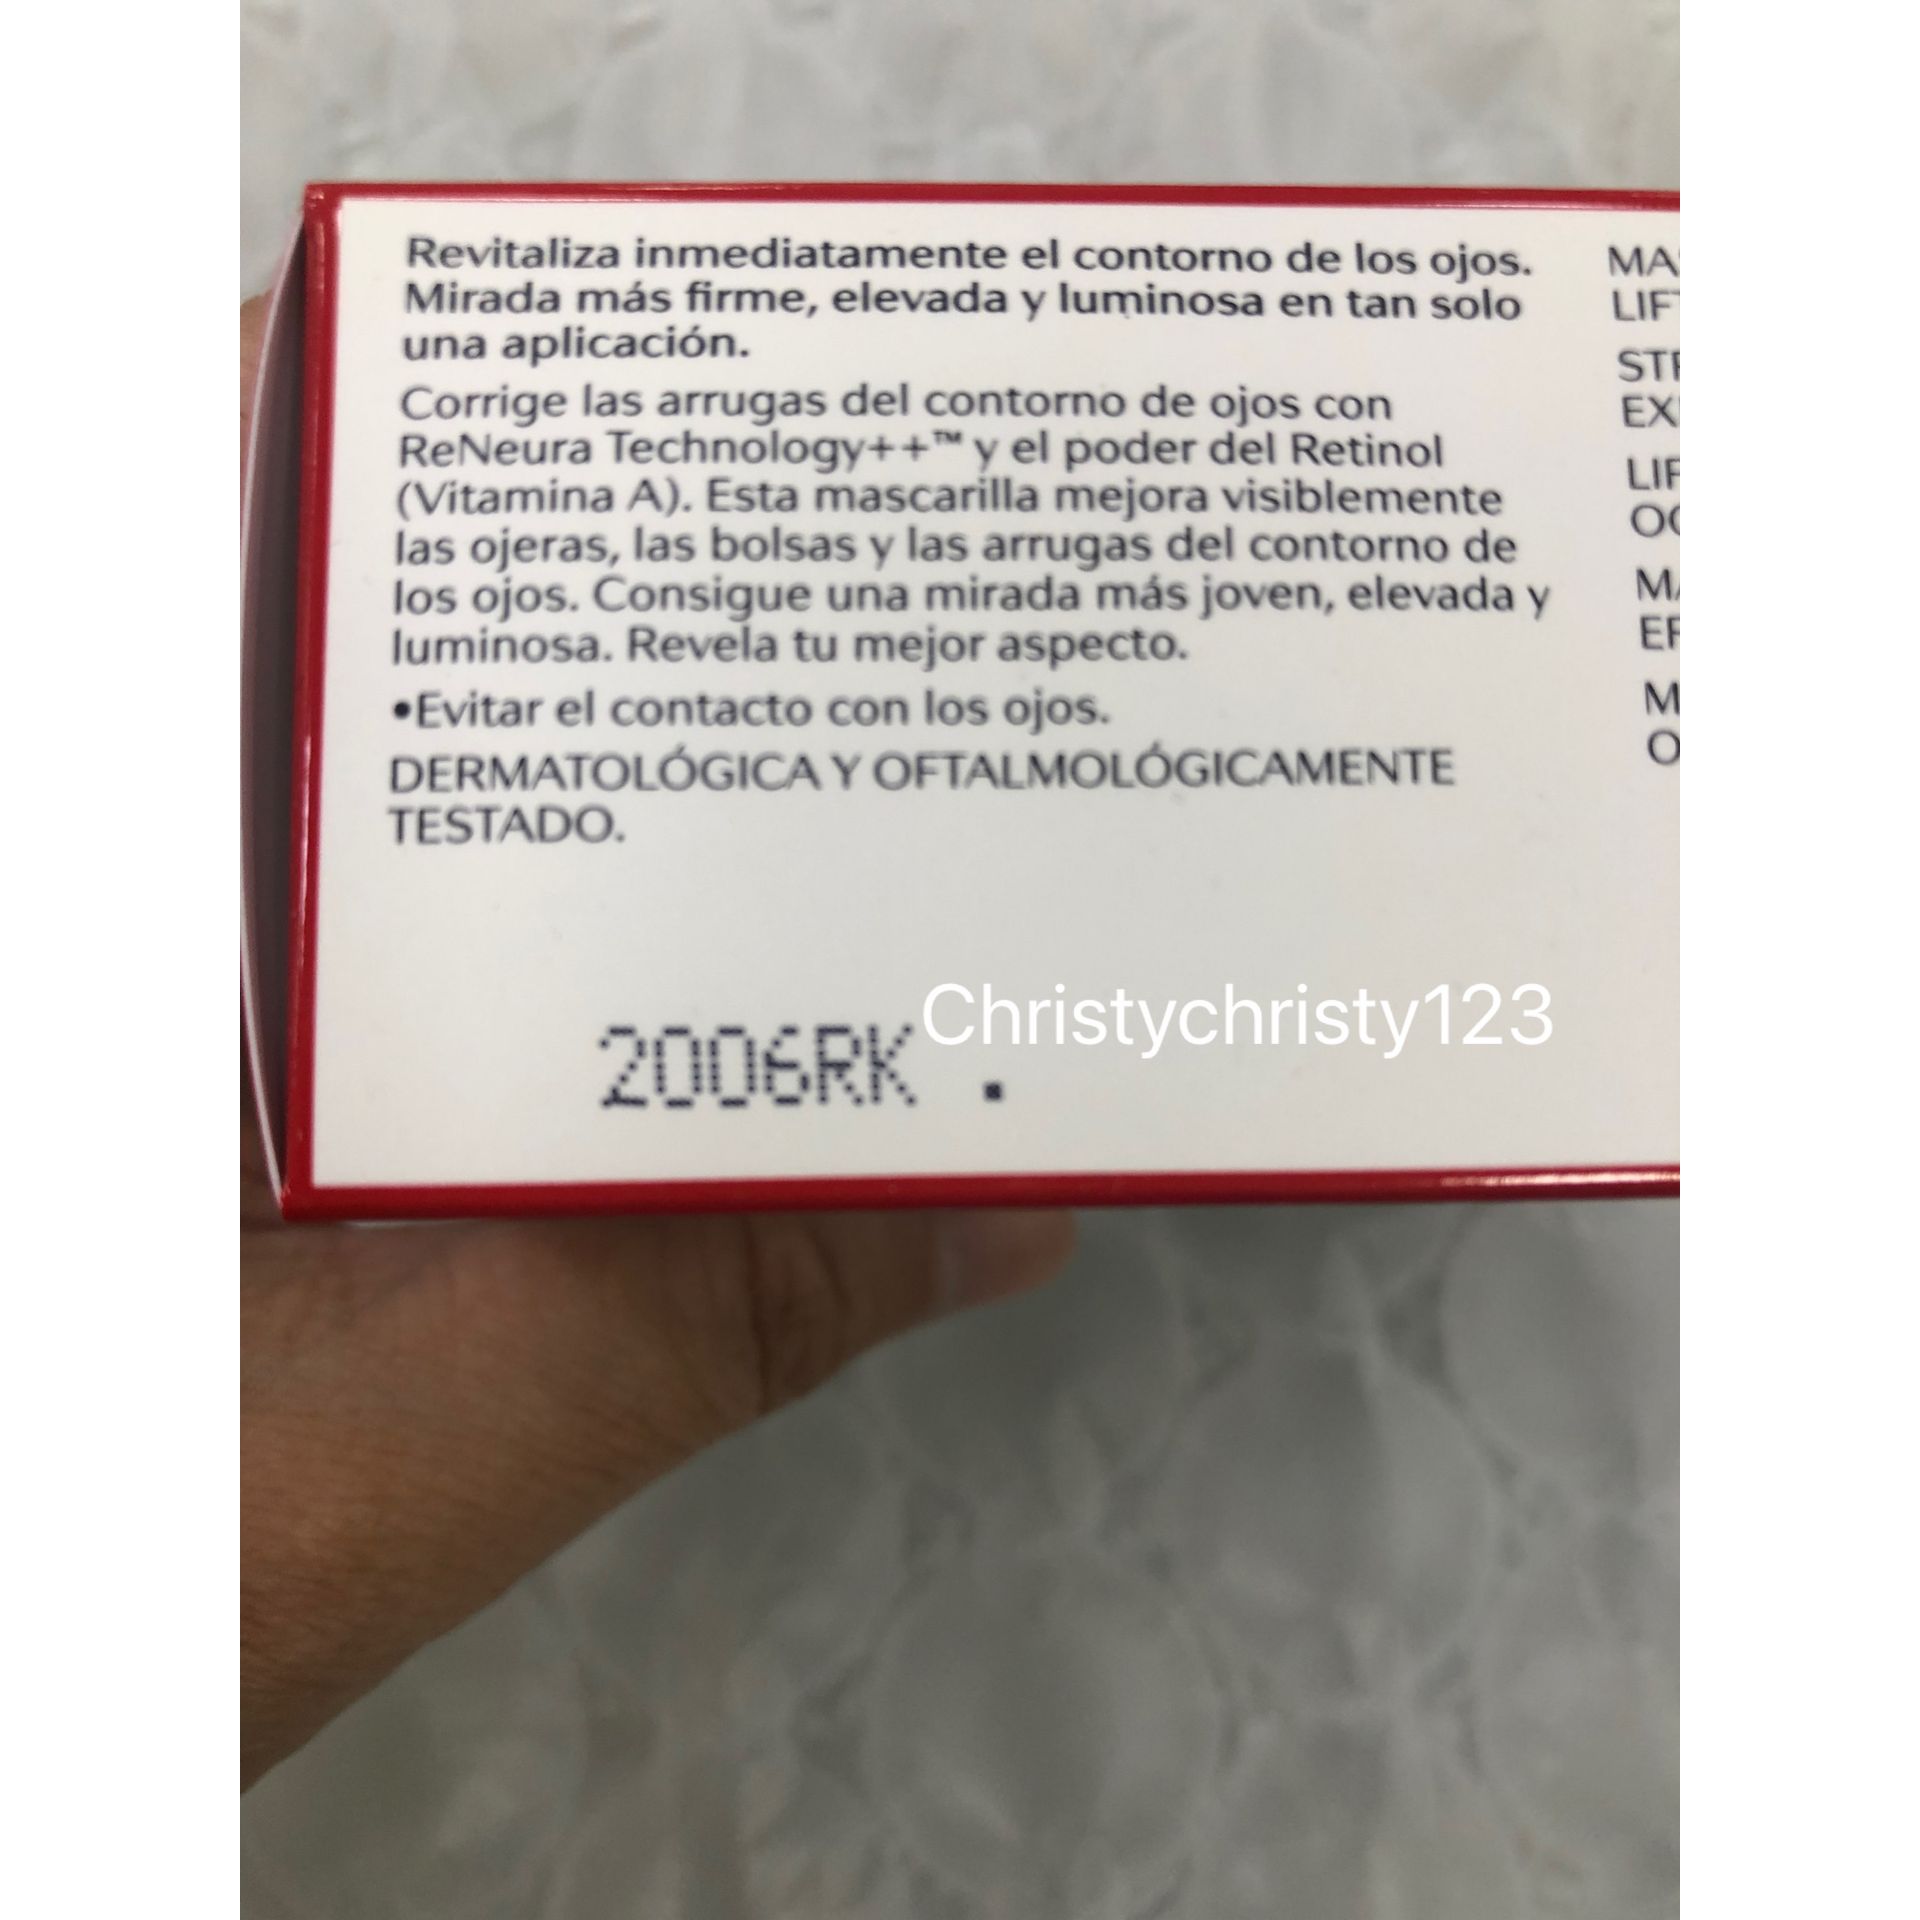 Revitaliza inmediatamente el contorno de los ojos.
Mirada más firme, elevada y luminosa en tan solo
una aplicación.
Corrige las arrugas del contorno de ojos con
ReNeura Technology++™ y el poder del Retinol
(Vitamina A). Esta mascarilla mejora visiblemente
las ojeras, las bolsas y las arrugas del contorno de
los ojos. Consigue una mirada más joven, elevada y
luminosa. Revela tu mejor aspecto.
•Evitar el contacto con los ojos.
DERMATOLÓGICA Y OFTALMOLÓGICAMENTE
TESTADO.
Christychristy123
2006RK .